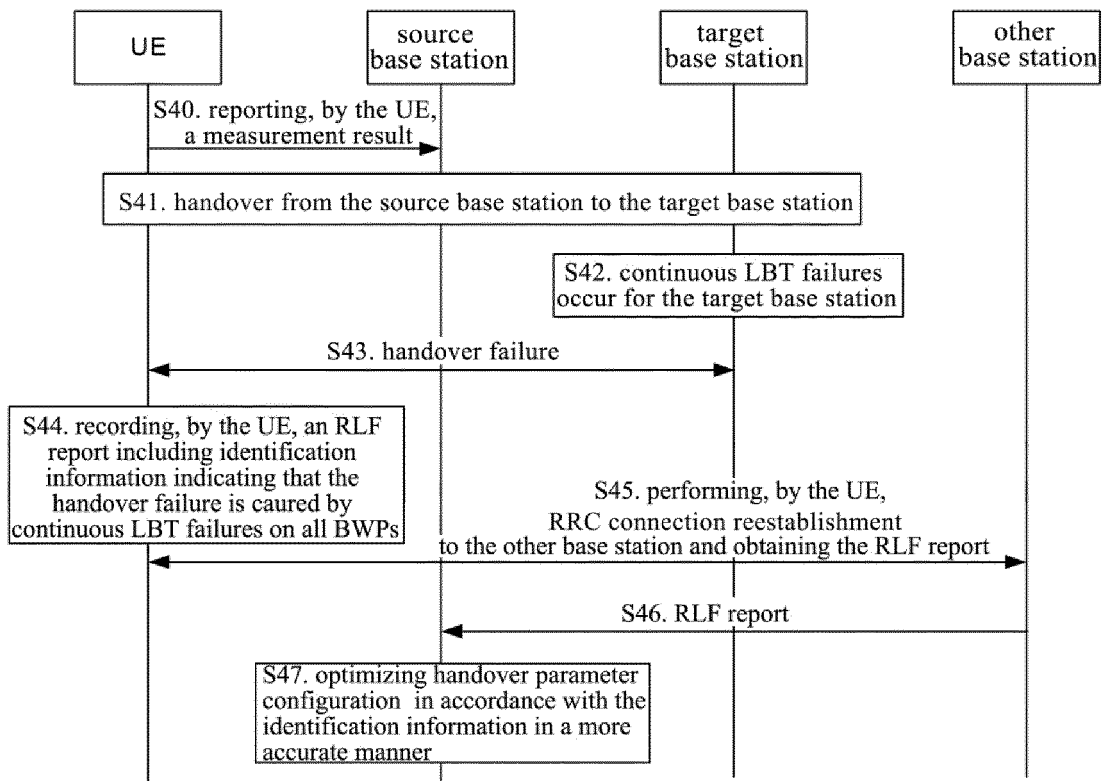 UE
source
base station
target
base station
other
base station
S40. reporting, by the UE,
a measurement result
S41. handover from the source base station to the target base station
S42. continuous LBT failures
occur for the target base station
S43. handover failure
S44. recording, by the UE, an RLF
report including identification
information indicating that the
handover failure is caured by
continuous LBT failures on all BWPs
S45. performing, by the UE,
RRC connection reestablishment
to the other base station and obtaining the RLF report
S46. RLF report
S47. optimizing handover parameter
configuration in accordance with the
identification information in a more
accurate manner